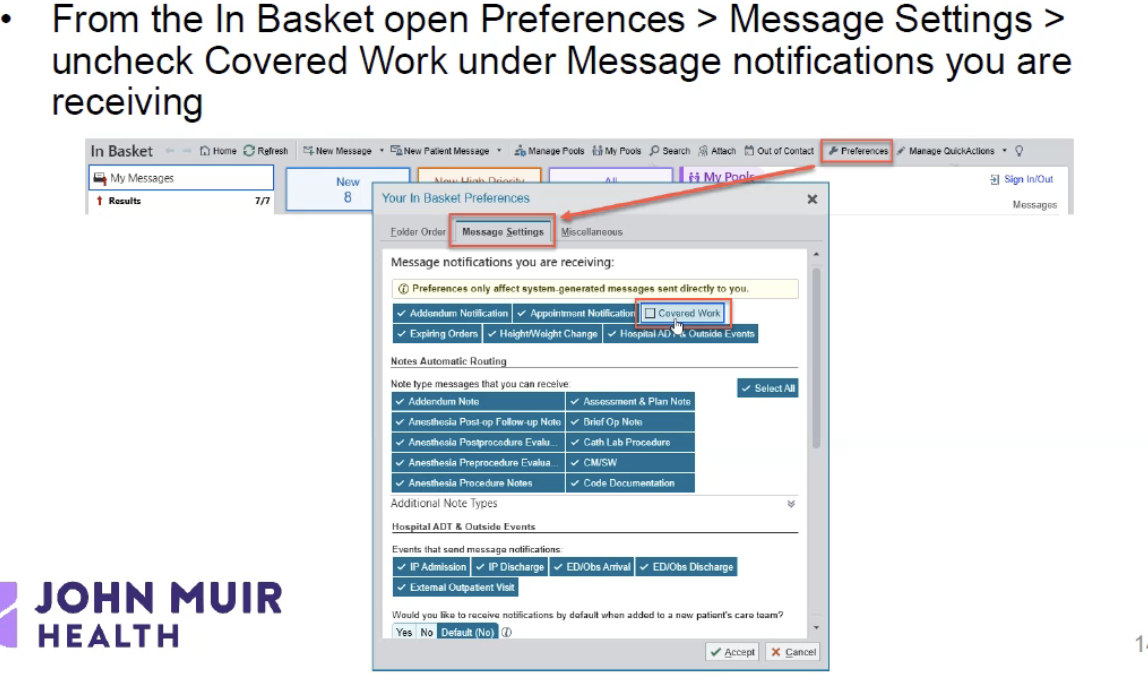 • From the In Basket open Preferences > Message Settings >
uncheck Covered Work under Message notifications you are
receiving
In Basket Home Refresh New Message New Patient Message Manage Pools My Pools Search Attach Out of Contact Preferences Manage QuickActions
My Messages
Results 7/7
New
8
New High Priority
All
My Pools
Sign In/Out
Messages
Your In Basket Preferences
Folder Order Message Settings Miscellaneous
Message notifications you are receiving:
Preferences only affect system-generated messages sent directly to you.
Addendum Notification Appointment Notification Covered Work
Expiring Orders Height/Weight Change Hospital ADT & Outside Events
Notes Automatic Routing
Note type messages that you can receive:
Select All
Addendum Note Assessment & Plan Note
Anesthesia Post-op Follow-up Note Brief Op Note
Anesthesia Postprocedure Evalu... Cath Lab Procedure
Anesthesia Preprocedure Evalua... CM/SW
Anesthesia Procedure Notes Code Documentation
Additional Note Types
Hospital ADT & Outside Events
Events that send message notifications:
IP Admission IP Discharge ED/Obs Arrival ED/Obs Discharge
External Outpatient Visit
Would you like to receive notifications by default when added to a new patient's care team?
Yes No Default (No)
Accept Cancel
JOHN MUIR
HEALTH